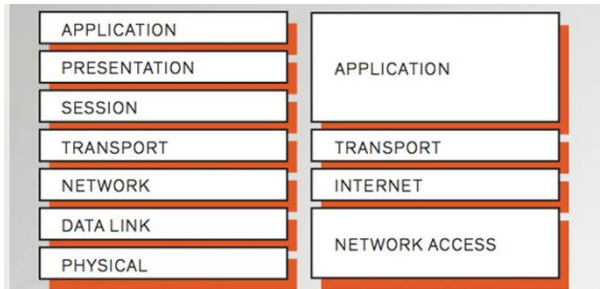 APPLICATION
PRESENTATION
SESSION
TRANSPORT
NETWORK
DATA LINK
PHYSICAL
APPLICATION
TRANSPORT
INTERNET
NETWORK ACCESS